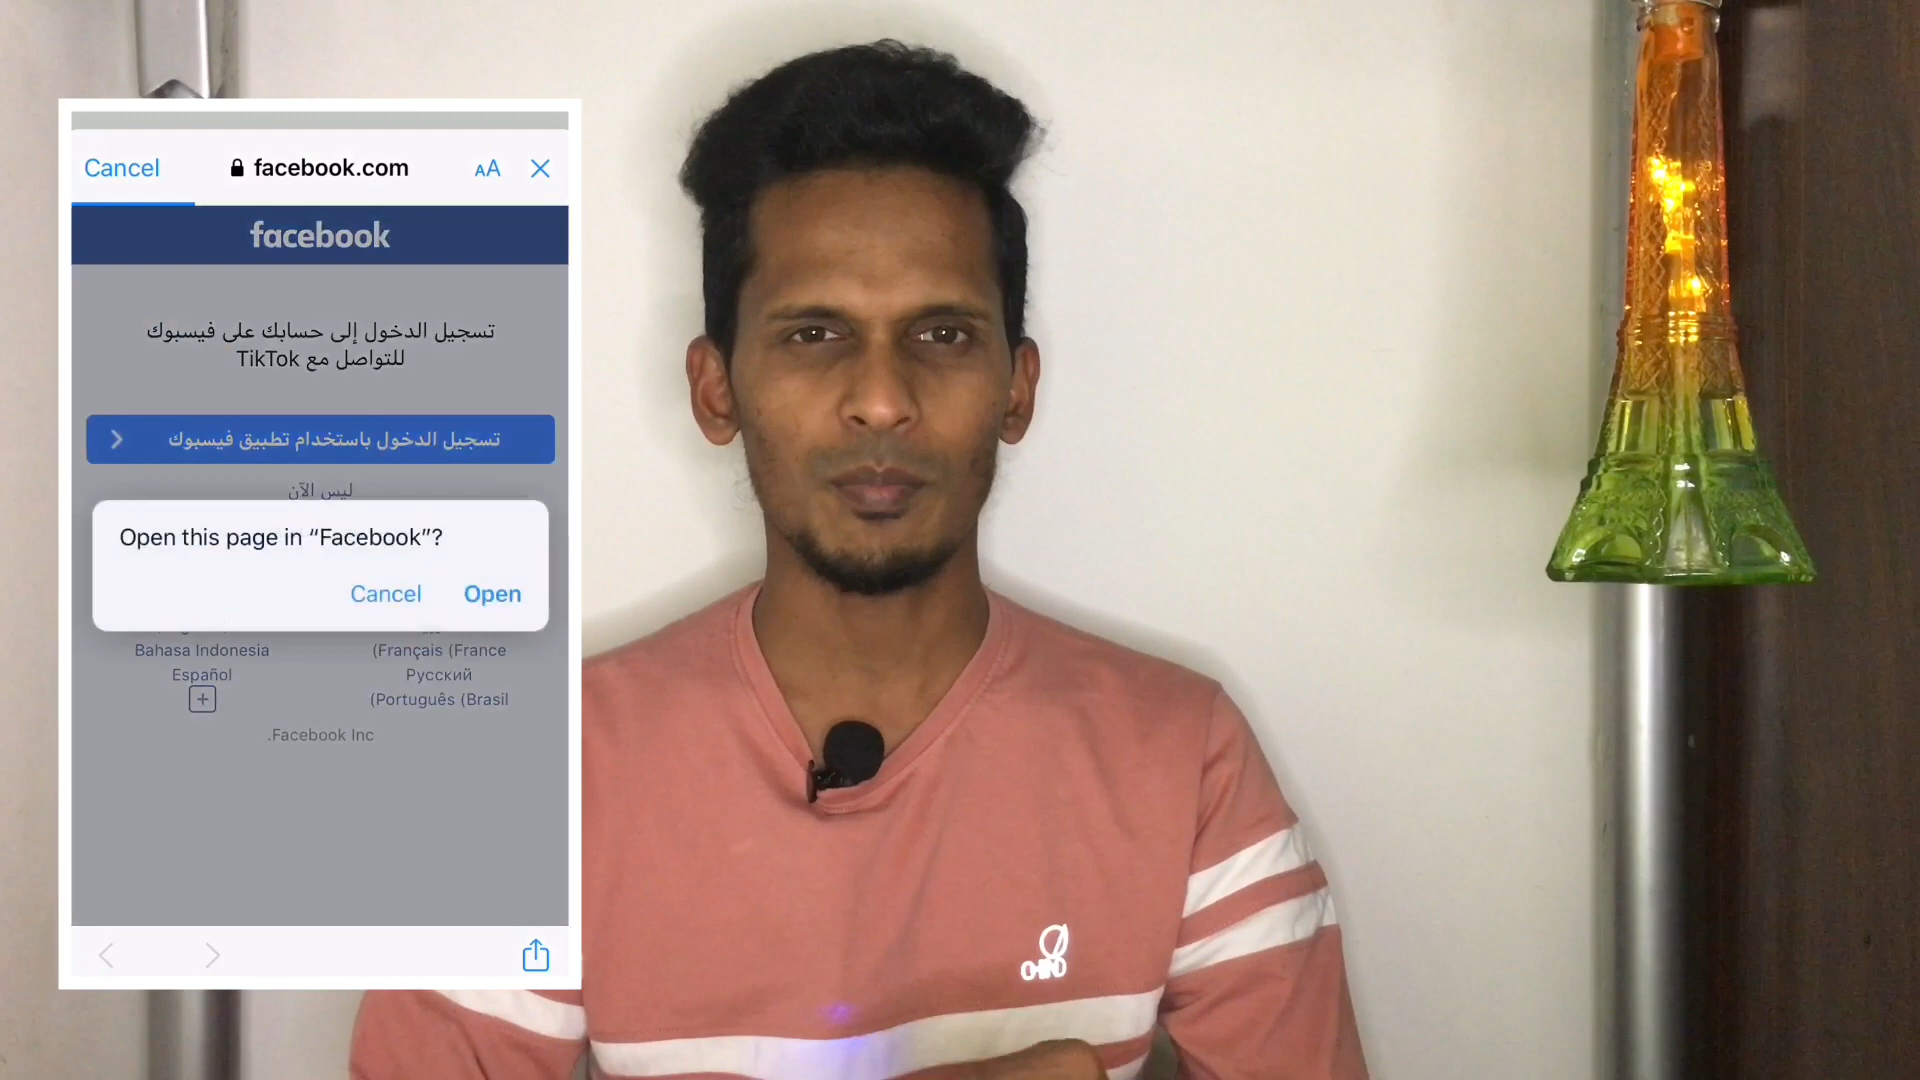 Cancel
facebook.com
AA
facebook
تسجيل الدخول إلى حسابك على فيسبوك
للتواصل مع TikTok
تسجيل الدخول باستخدام تطبيق فيسبوك
ليس الآن
Open this page in “Facebook”?
Cancel
Open
Bahasa Indonesia
(Français (France
Español
Русский
(Português (Brasil
.Facebook Inc